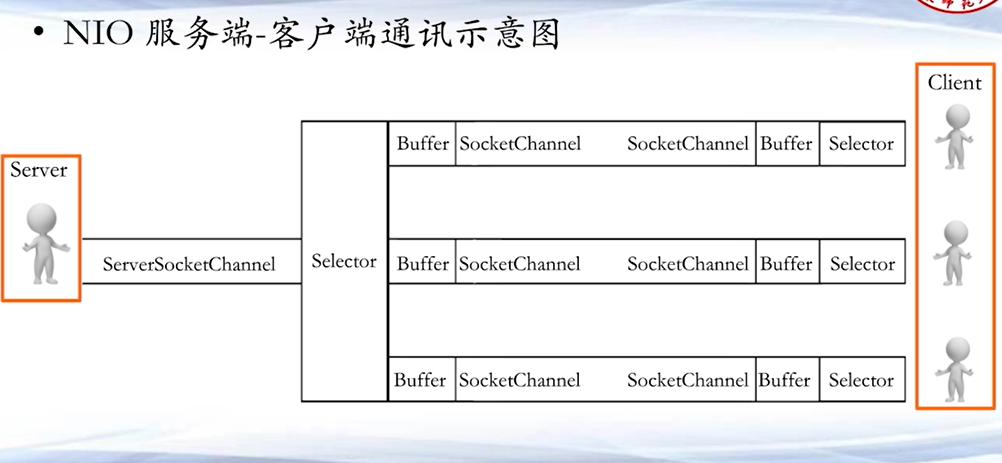 • NIO 服务端-客户端通讯示意图
Client
Buffer SocketChannel SocketChannel Buffer Selector
Server
ServerSocketChannel Selector Buffer SocketChannel SocketChannel Buffer Selector
Buffer SocketChannel SocketChannel Buffer Selector